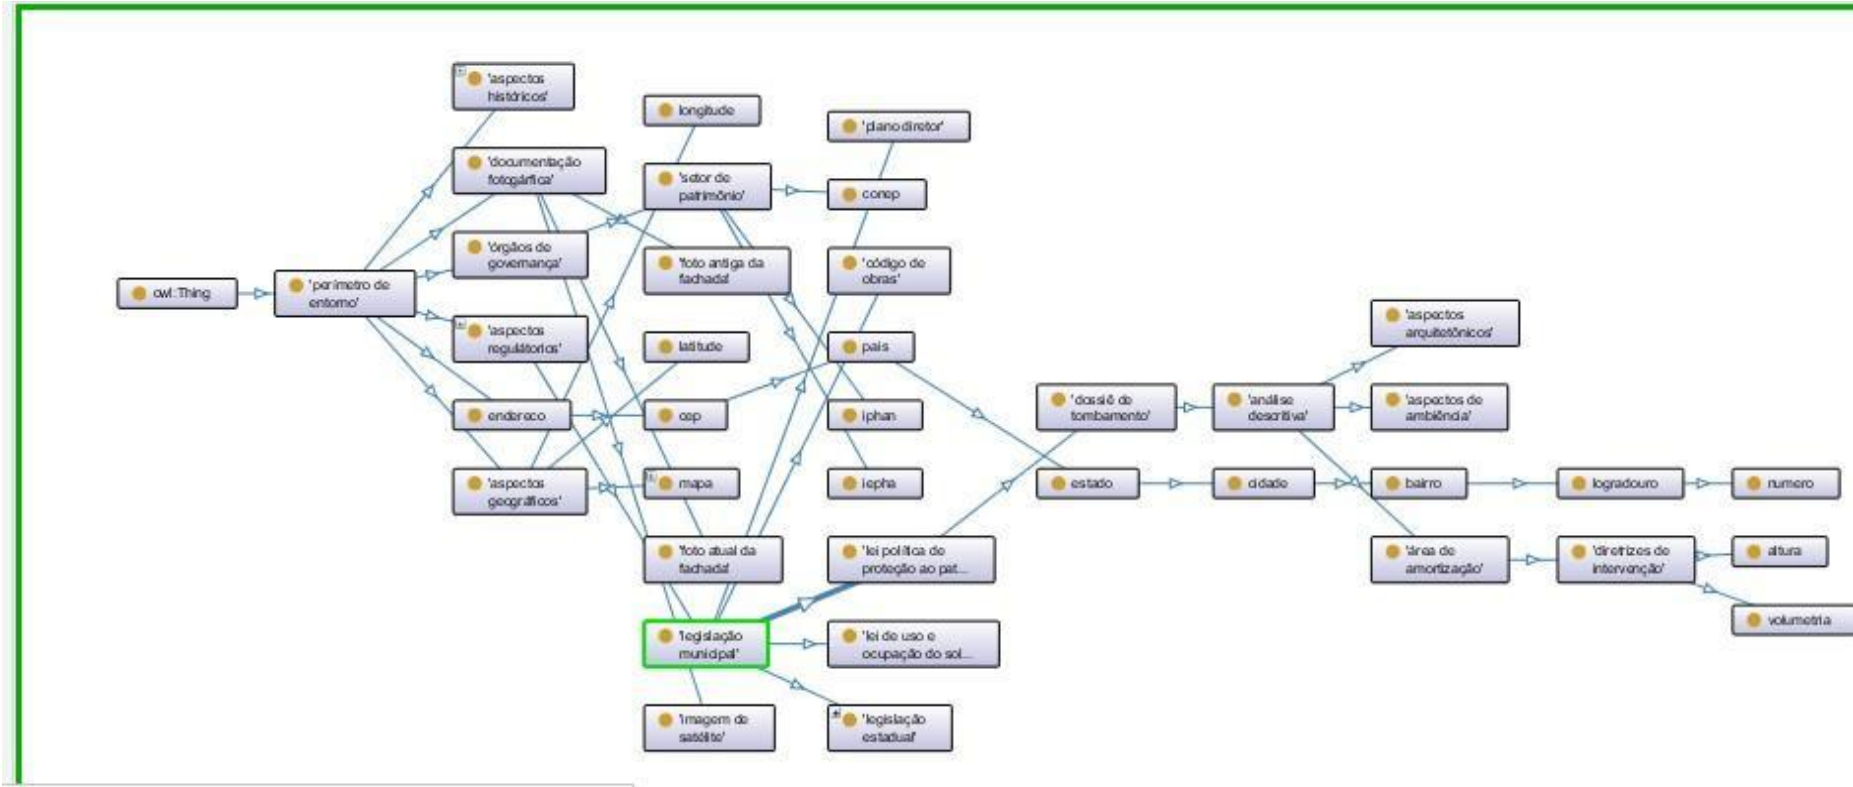 owl:Thing
'perímetro de
entorno'
'aspectos
históricos'
'documentação
fotogárfica'
'órgãos de
governança'
'aspectos
regulátorios'
endereco
'aspectos
geográficos'
longitude
'setor de
patrimônio'
'foto antiga da
fachada'
latitude
cep
mapa
'foto atual da
fachada'
'legislação
municipal'
'imagem de
satélite'
'plano diretor'
conep
'código de
obras'
pais
iphan
iepha
'lei política de
proteção ao pat...
'lei de uso e
ocupação do sol...
'legislação
estadual'
'dossiê de
tombamento'
estado
'análise
descritiva'
cidade
'aspectos
arquitetônicos'
'aspectos de
ambiência'
bairro
'área de
amortização'
logradouro
'diretrizes de
intervenção'
numero
altura
volumetria